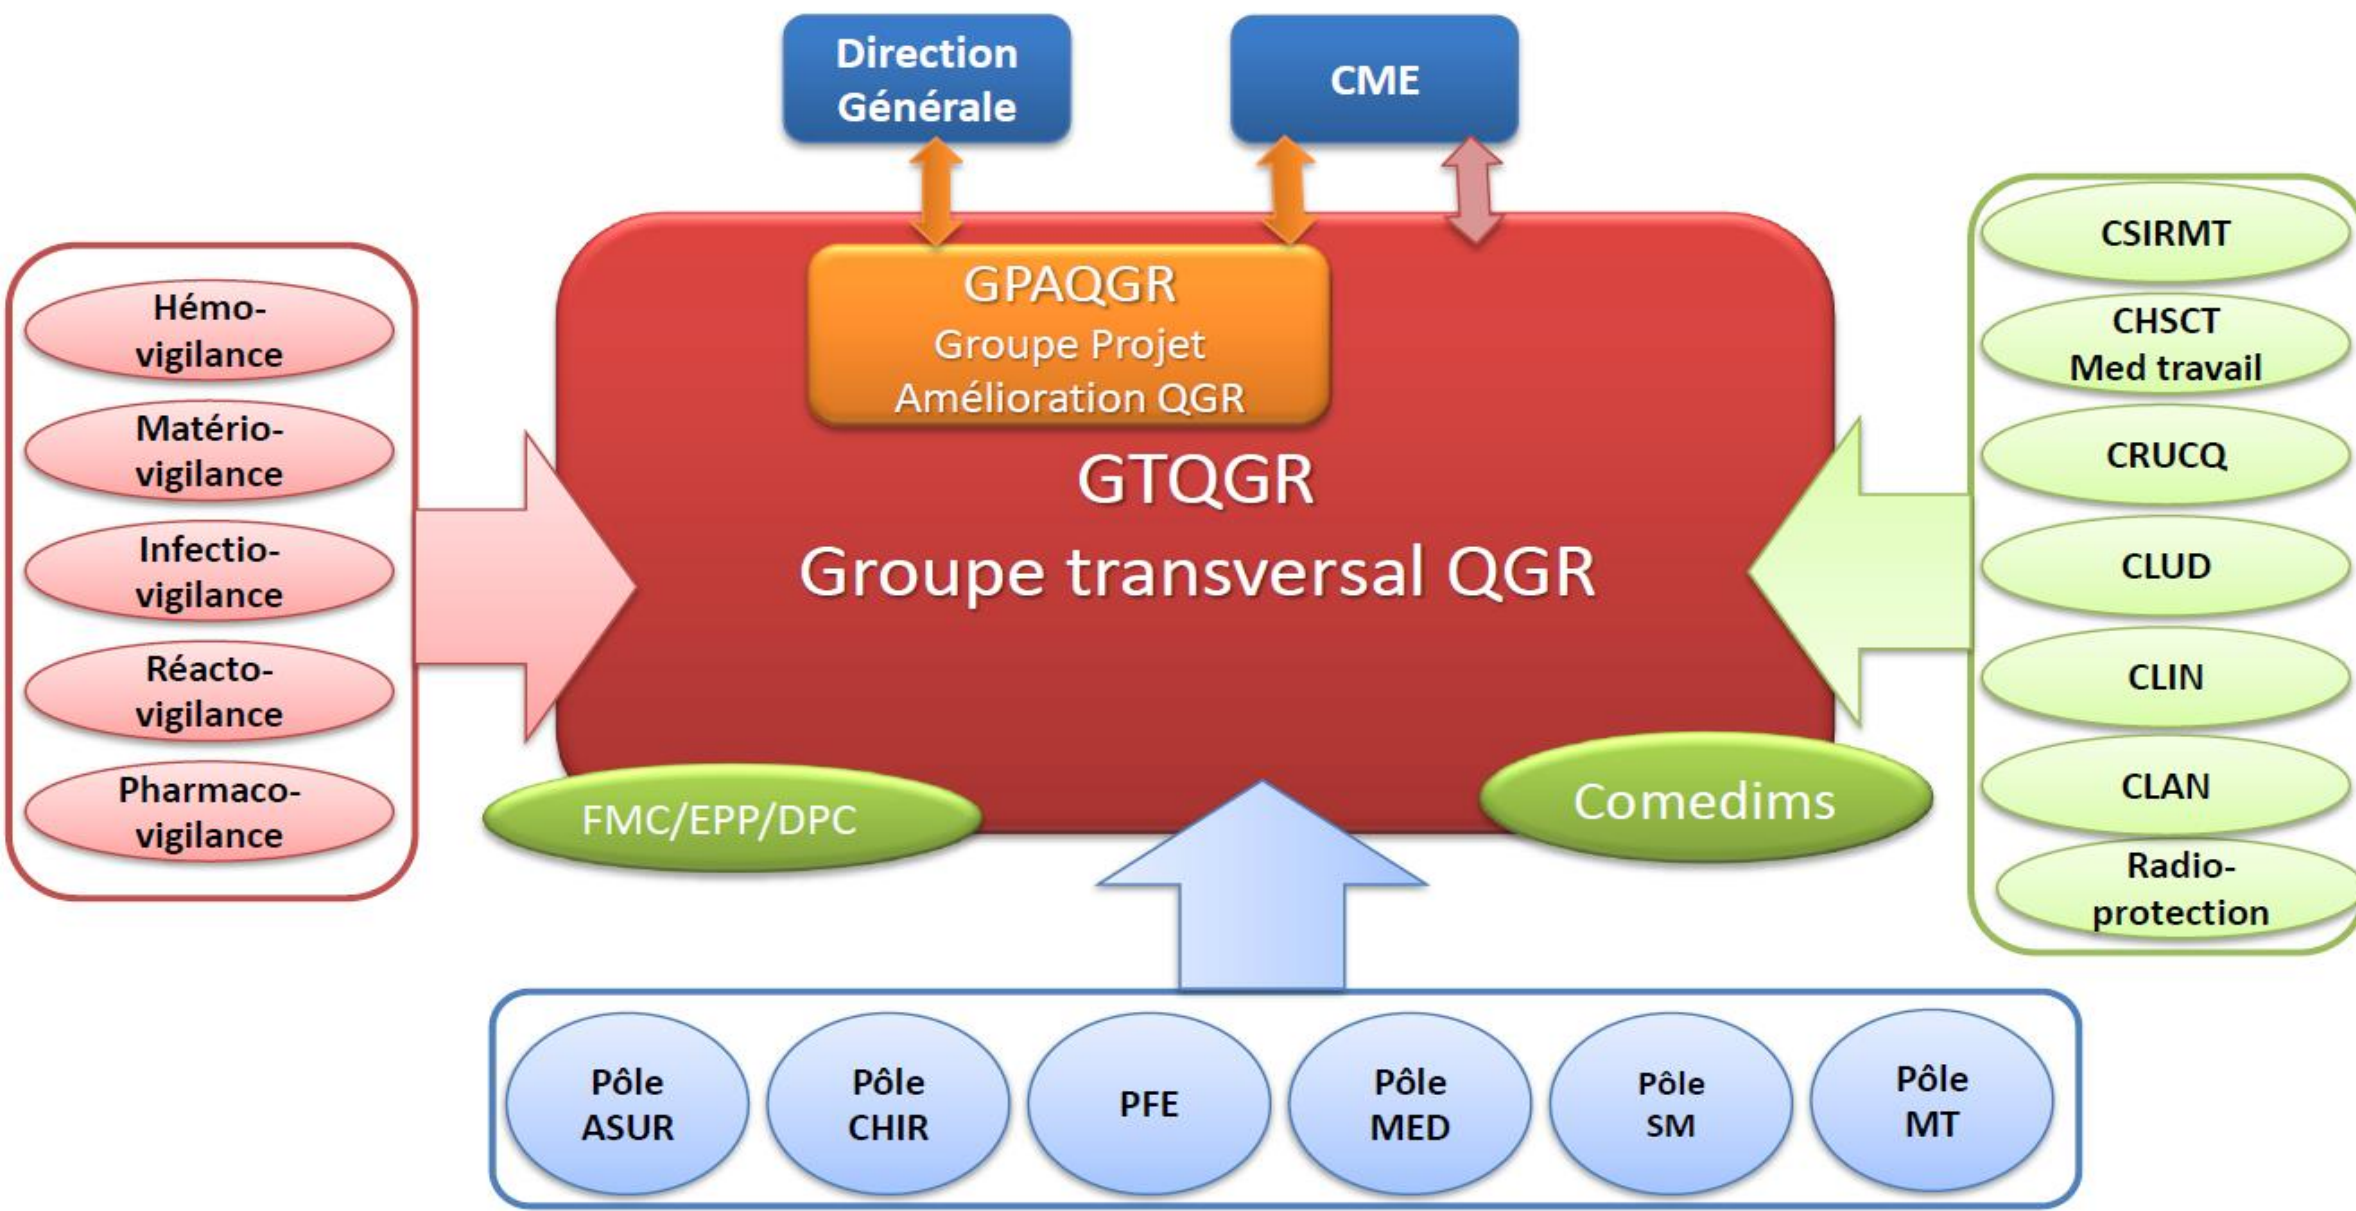 Direction
Générale
CME
GPAQGR
Groupe Projet
Amélioration QGR
GTQGR
Groupe transversal QGR
FMC/EPP/DPC
Comedims
Hémo-
vigilance
Matério-
vigilance
Infectio-
vigilance
Réacto-
vigilance
Pharmaco-
vigilance
CSIRMT
CHSCT
Med travail
CRUCQ
CLUD
CLIN
CLAN
Radio-
protection
Pôle
ASUR
Pôle
CHIR
PFE
Pôle
MED
Pôle
SM
Pôle
MT